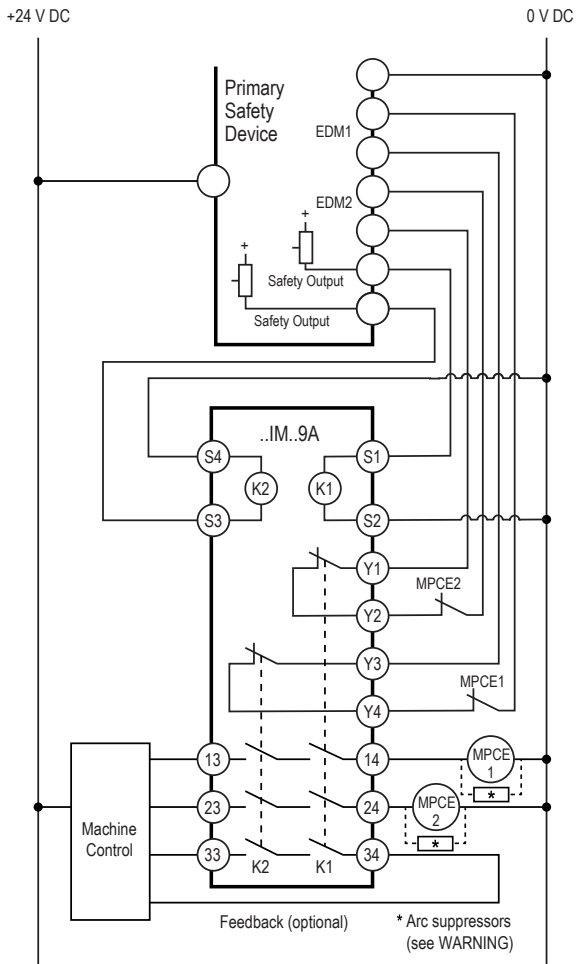 +24 V DC
0 V DC
Primary
Safety
Device
EDM1
EDM2
+
+
Safety Output
Safety Output
..IM..9A
S4
S1
K2
K1
S3
S2
Y1
MPCE2
Y2
Y3
MPCE1
Y4
13
14
MPCE
1
*
23
24
MPCE
2
*
Machine
Control
33
K2
K1
34
Feedback (optional)
* Arc suppressors
(see WARNING)